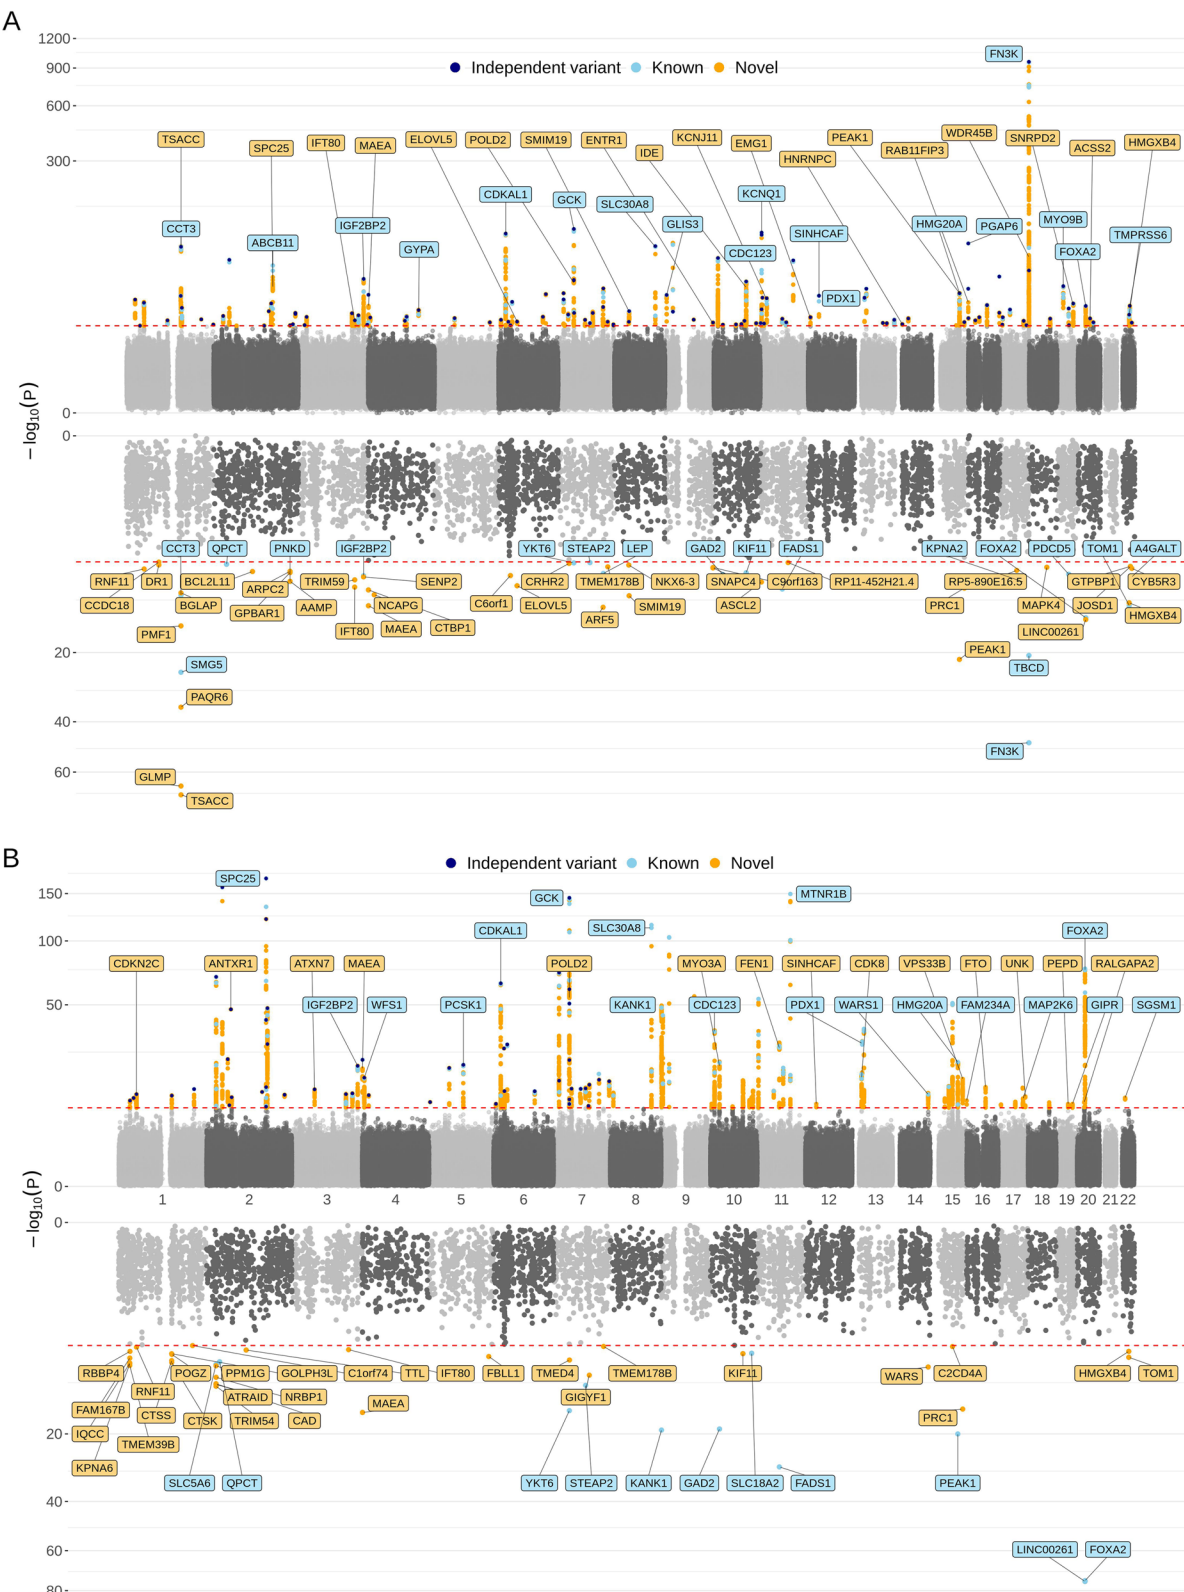 A
1200
Independent variant Known Novel
FN3K
900
600
TSACC SPC25 IFT80 MAEA ELOVL5 POLD2 SMIM19 ENTR1 IDE KCNJ11 EMG1 HNRNPC PEAK1 RAB11FIP3 WDR45B SNRPD2 ACSS2 HMGXB4
300
CCT3 ABCB11 IGF2BP2 GYPA CDKAL1 GCK SLC30A8 GLIS3 KCNQ1 CDC123 SINHCAF PDX1 HMG20A PGAP6 MYO9B FOXA2 TMPRSS6
0
−log10(P)
0
CCT3 QPCT PNKD IGF2BP2 YKT6 STEAP2 LEP GAD2 KIF11 FADS1 KPNA2 FOXA2 PDCD5 TOM1 A4GALT
RNF11 DR1 BCL2L11 ARPC2 TRIM59 SENP2 CRHR2 TMEM178B NKX6-3 SNAPC4 C9orf163 RP11-452H21.4 RP5-890E16.5 GTPBP1 CYB5R3
CCDC18 BGLAP GPBAR1 AAMP NCAPG C6orf1 ELOVL5 SMIM19 ASCL2 PRC1 MAPK4 JOSD1 HMGXB4
PMF1 IFT80 MAEA CTBP1 ARF5 LINC00261
20
SMG5 PEAK1 TBCD
PAQR6
40
FN3K
60
GLMP
TSACC
B
Independent variant Known Novel
SPC25
150
GCK MTNR1B
CDKAL1 SLC30A8 FOXA2
100
CDKN2C ANTXR1 ATXN7 MAEA POLD2 MYO3A FEN1 SINHCAF CDK8 VPS33B FTO UNK PEPD RALGAPA2
50
IGF2BP2 WFS1 PCSK1 KANK1 CDC123 PDX1 WARS1 HMG20A FAM234A MAP2K6 GIPR SGSM1
0
1 2 3 4 5 6 7 8 9 10 11 12 13 14 15 16 17 18 19 20 21 22
−log10(P)
0
RBBP4 POGZ PPM1G GOLPH3L C1orf74 TTL IFT80 FBLL1 TMED4 TMEM178B KIF11 WARS C2CD4A HMGXB4 TOM1
RNF11 ATRAID NRBP1 GIGYF1 MAEA
FAM167B CTSS CTSK TRIM54 CAD PRC1
IQCC
20
TMEM39B
KPNA6
SLC5A6 QPCT YKT6 STEAP2 KANK1 GAD2 SLC18A2 FADS1 PEAK1
40
60
LINC00261 FOXA2
80